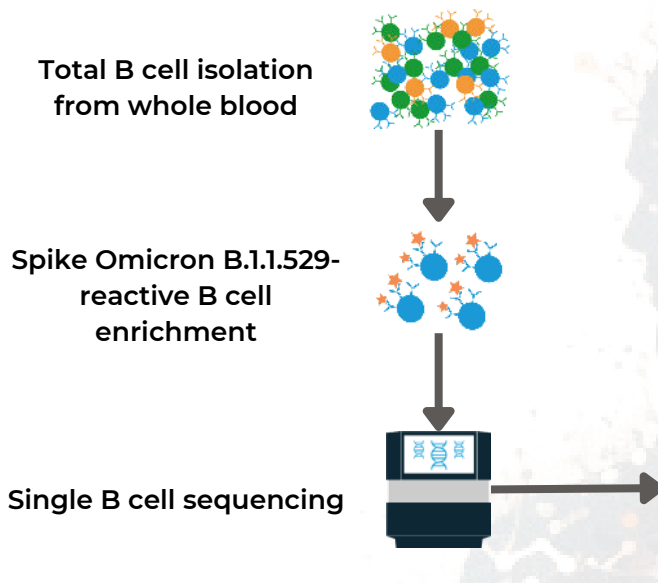 Total B cell isolation
from whole blood
Spike Omicron B.1.1.529-
reactive B cell
enrichment
Single B cell sequencing